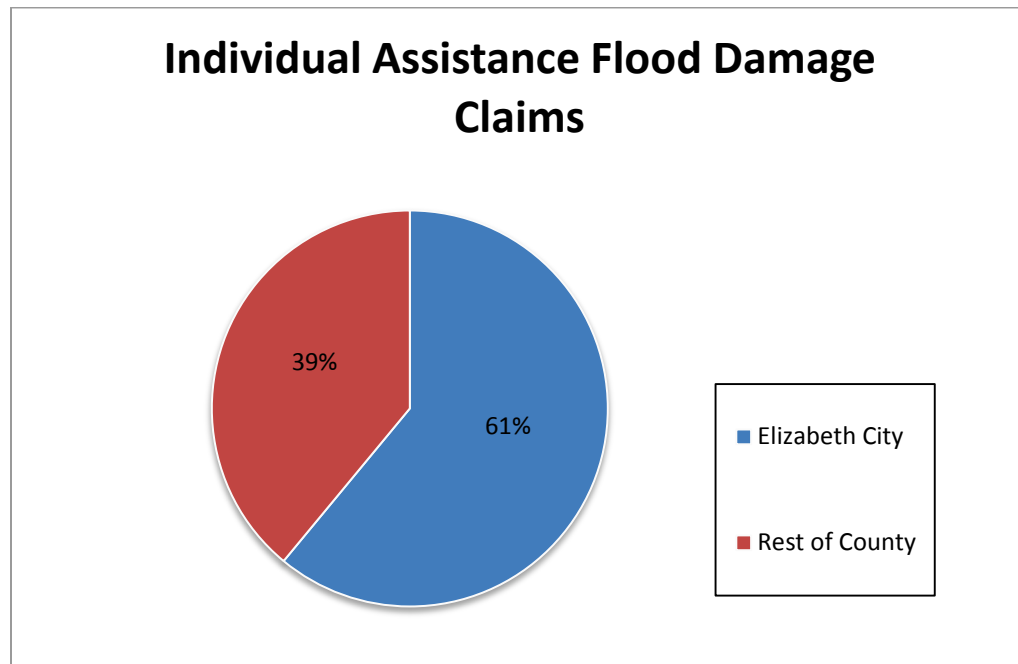 Individual Assistance Flood Damage
Claims
39%
61%
Elizabeth City
Rest of County